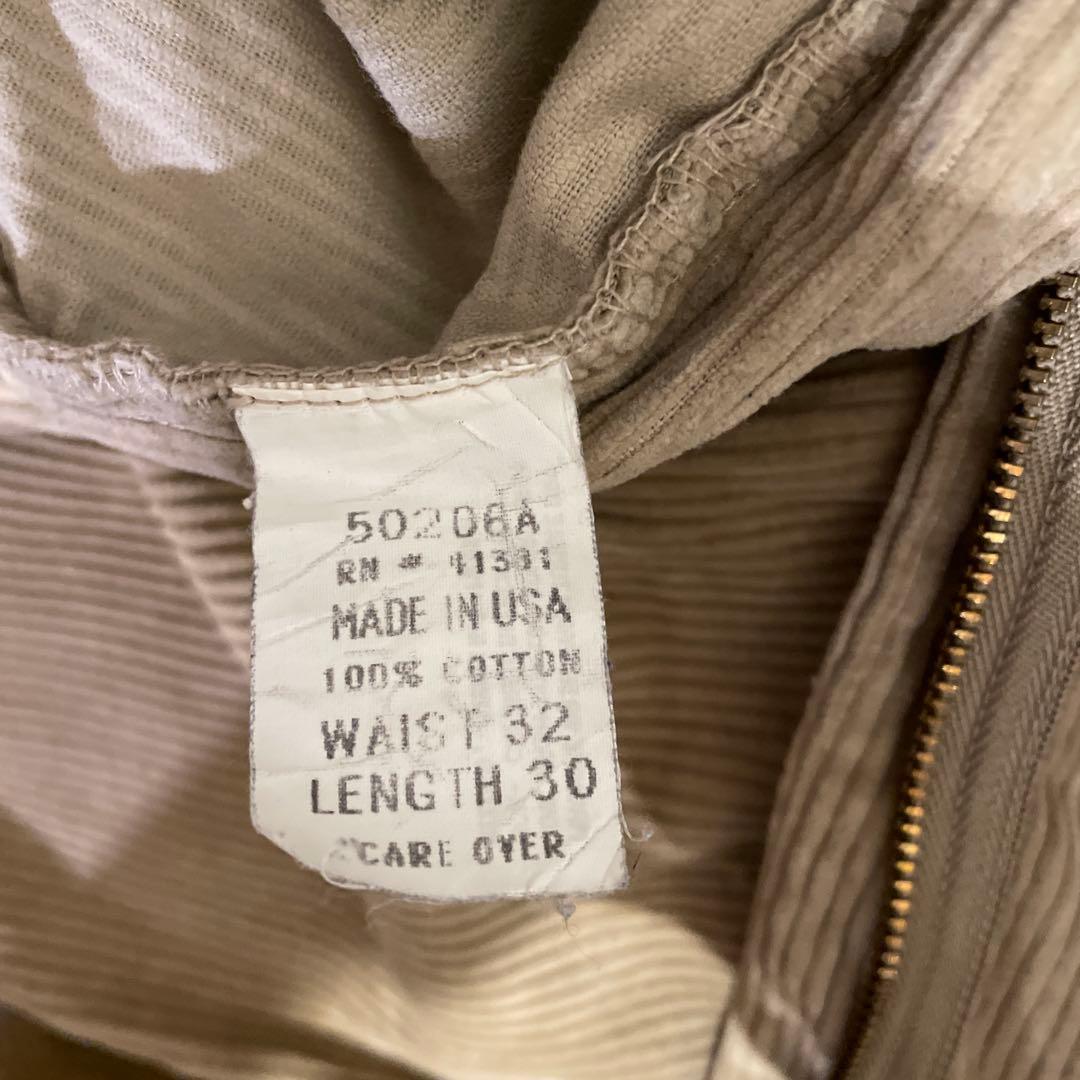 50206A
RN # 41381
MADE IN USA
100% COTTON
WAIST 32
LENGTH 30
CARE OVER